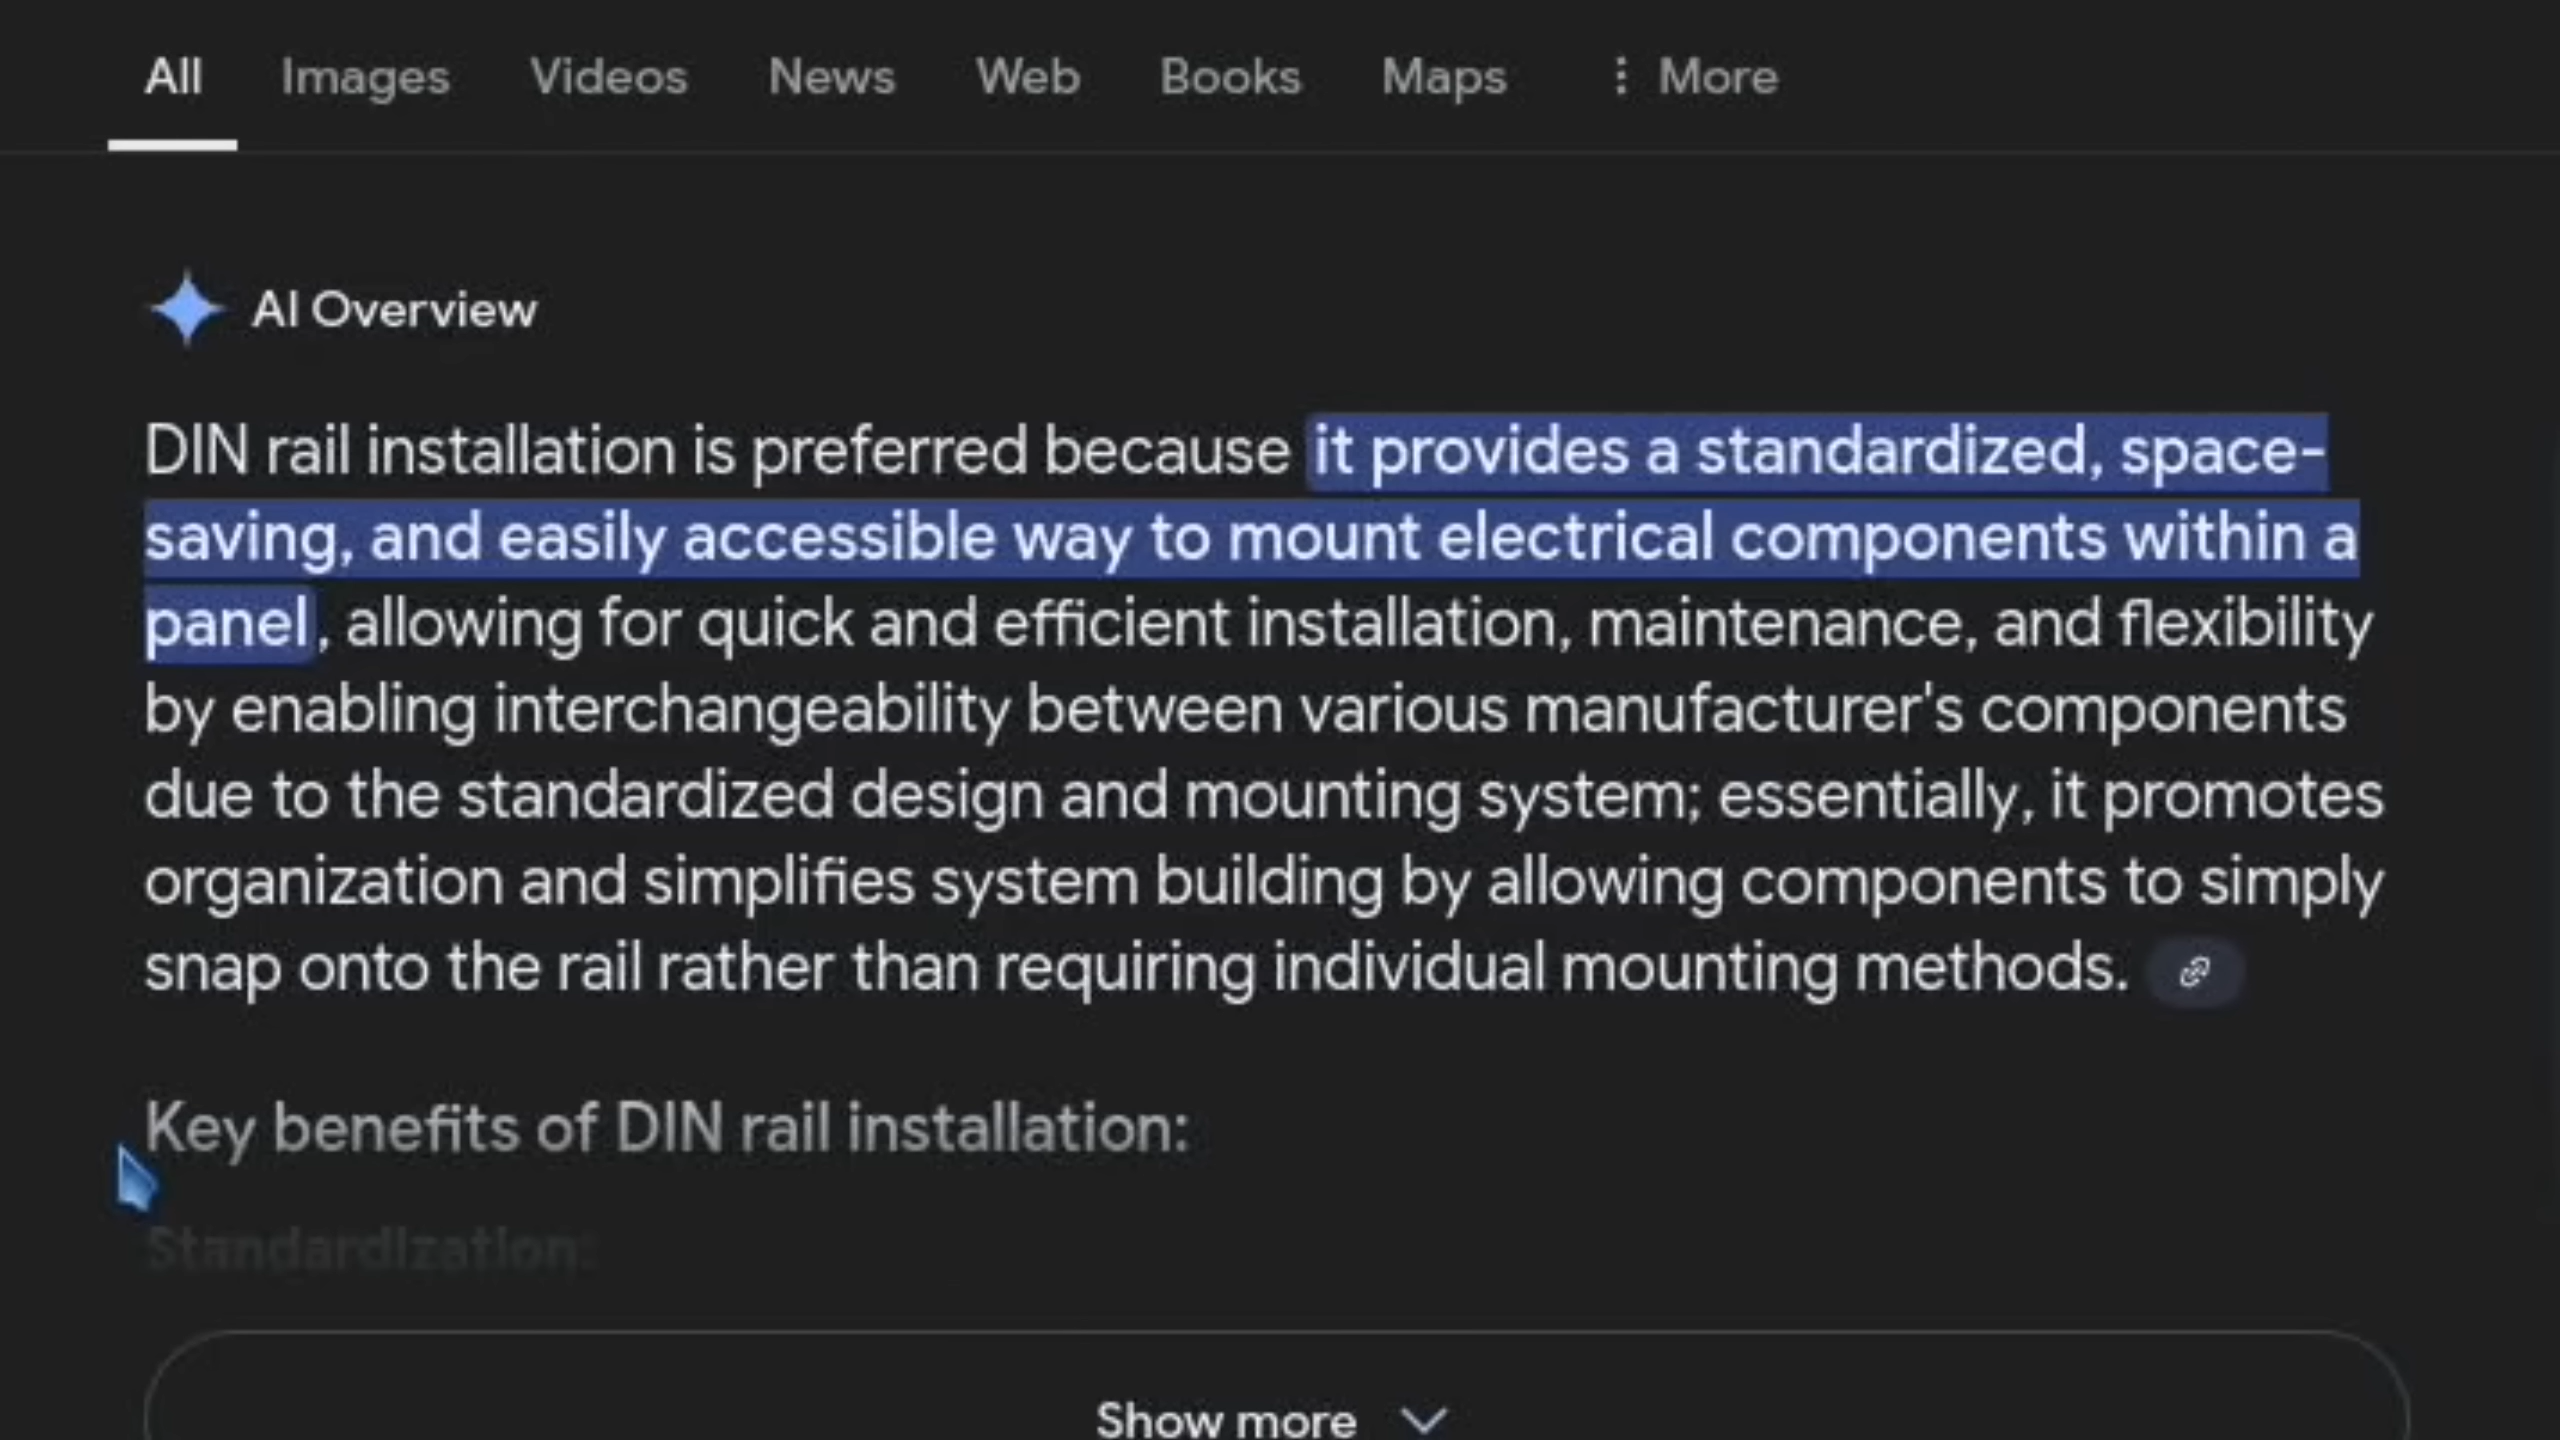 All Images Videos News Web Books Maps More
AI Overview
DIN rail installation is preferred because it provides a standardized, space-
saving, and easily accessible way to mount electrical components within a
panel, allowing for quick and efficient installation, maintenance, and flexibility
by enabling interchangeability between various manufacturer's components
due to the standardized design and mounting system; essentially, it promotes
organization and simplifies system building by allowing components to simply
snap onto the rail rather than requiring individual mounting methods.
Key benefits of DIN rail installation:
Standardization:
Show more